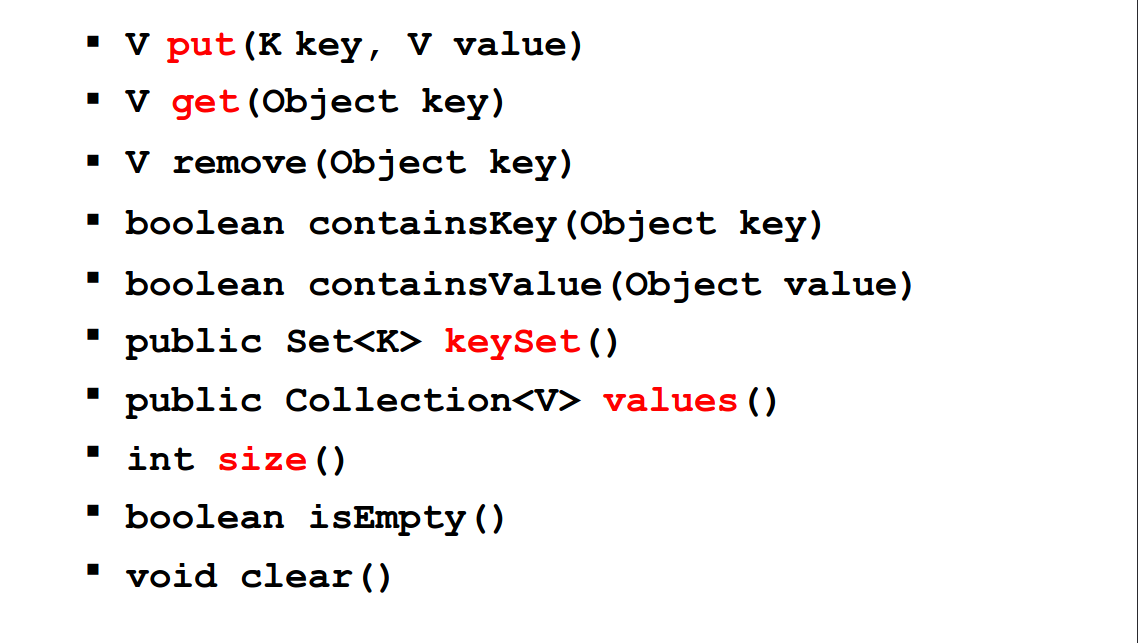 ▪ V put(K key, V value)
▪ V get(Object key)
▪ V remove(Object key)
▪ boolean containsKey(Object key)
▪ boolean containsValue(Object value)
▪ public Set<K> keySet()
▪ public Collection<V> values()
▪ int size()
▪ boolean isEmpty()
▪ void clear()